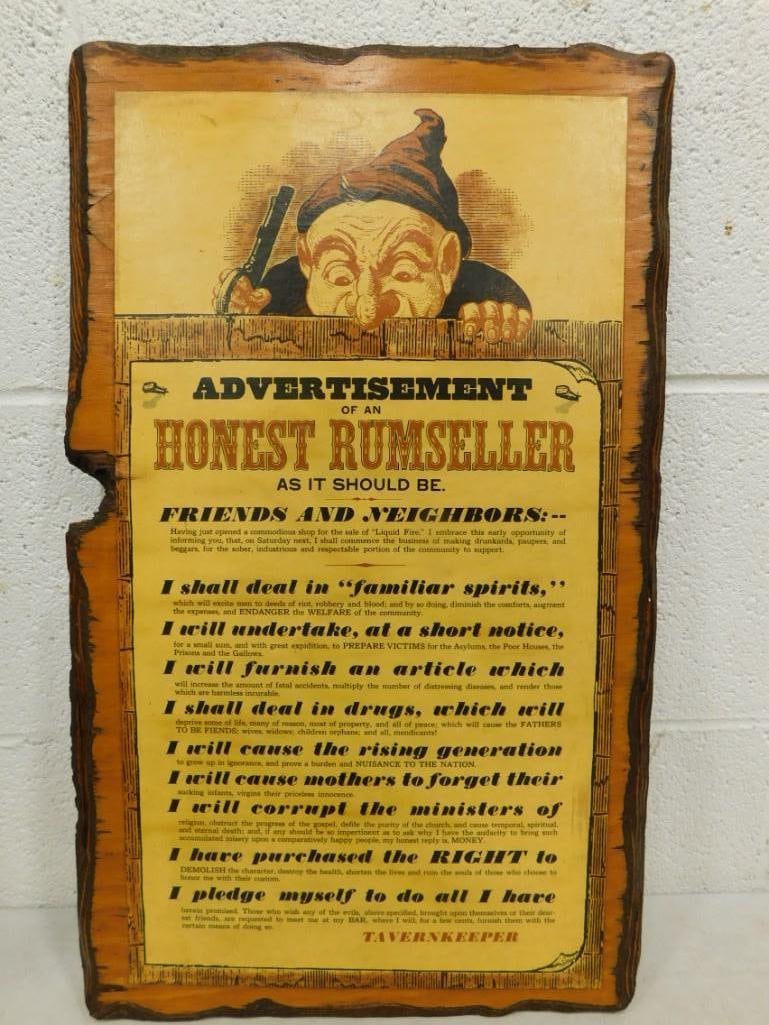 ADVERTISEMENT
OF AN
HONEST RUMSELLER
AS IT SHOULD BE.
FRIENDS AND NEIGHBORS:--
Having just opened a commodious shop for the sale of "Liquid Fire," I embrace this early opportunity of
informing you, that, on Saturday next, I shall commence the business of making drunkards, paupers, and
beggars, for the sober, industrious and respectable portion of the community to support.
I shall deal in "familiar spirits,"
which will excite men to deeds of riot, robbery and blood; and by so doing, diminish the comforts, augment
the expenses, and ENDANGER the WELFARE of the community.
I will undertake, at a short notice,
for a small sum, and with great expidition, to PREPARE VICTIMS for the Asylums, the Poor Houses, the
Prisons and the Gallows.
I will furnish an article which
will increase the amount of fatal accidents, multiply the number of distressing diseases, and render those
which are harmless incurable.
I shall deal in drugs, which will
deprive some of life, many of reason, most of property, and all of peace; which will cause the FATHERS
TO BE FIENDS; wives, widows; children orphans; and all, mendicants!
I will cause the rising generation
to grow up in ignorance, and prove a burden and NUISANCE TO THE NATION.
I will cause mothers to forget their
sucking infants, virgins their priceless innocence.
I will corrupt the ministers of
religion, obstruct the progress of the gospel, defile the purity of the church, and cause temporal, spiritual,
and eternal death; and, if any should be so impertinent as to ask why I have the audacity to bring such
accumulated misery upon a comparatively happy people, my honest reply is, MONEY.
I have purchased the RIGHT to
DEMOLISH the character, destroy the health, shorten the lives and ruin the souls of those who choose to
honor me with their custom.
I pledge myself to do all I have
herein promised. Those who wish any of the evils, above specified, brought upon themselves or their dear-
est friends, are requested to meet me at my BAR, where I will, for a few cents, furnish them with the
certain means of doing so.
TAVERNKEEPER